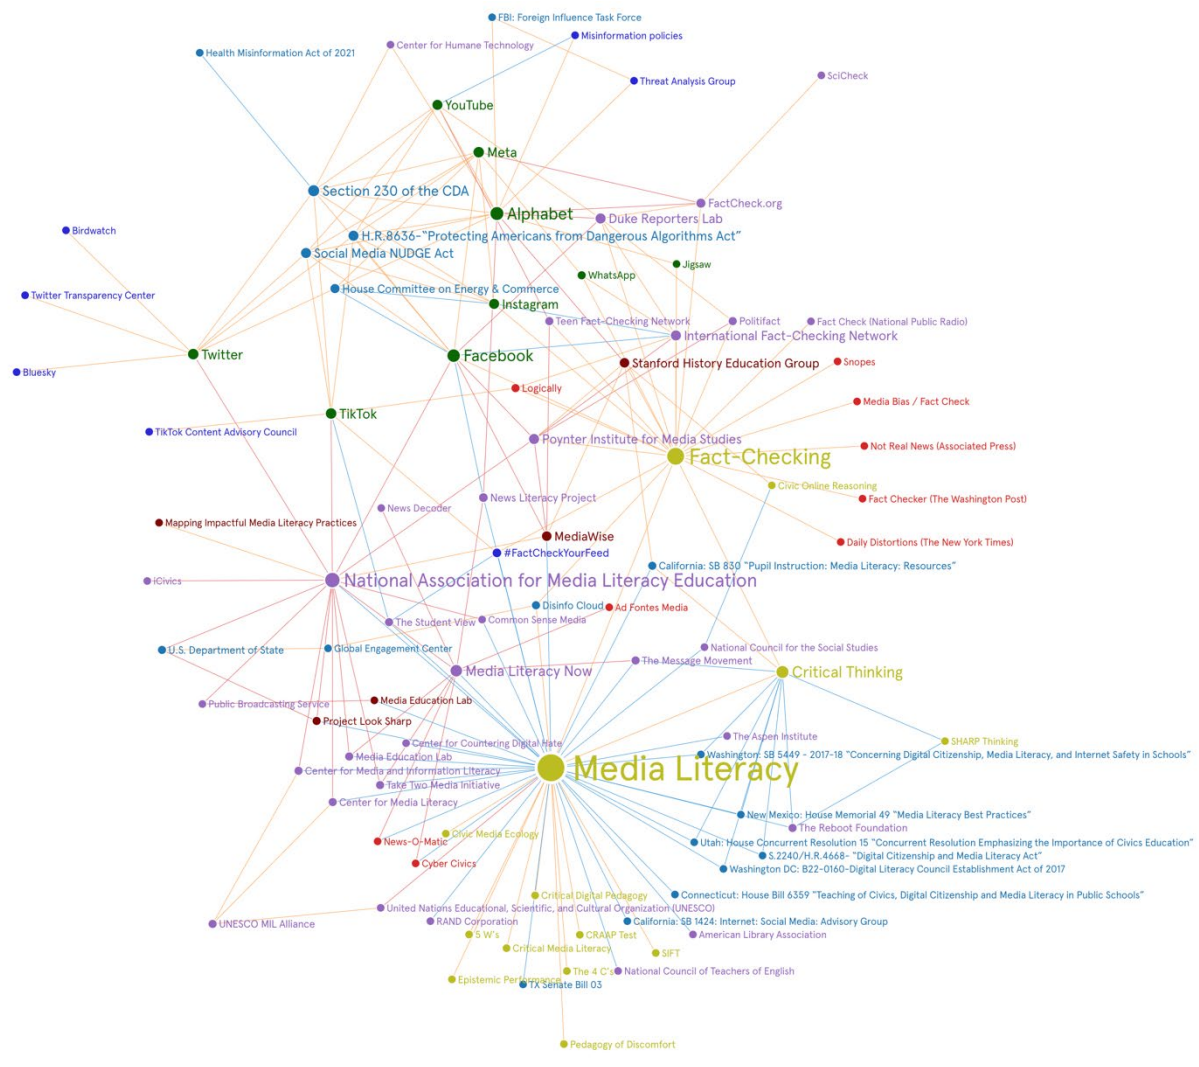 FBI: Foreign Influence Task Force
Misinformation policies
Center for Humane Technology
Health Misinformation Act of 2021
SciCheck
Threat Analysis Group
YouTube
Meta
Section 230 of the CDA
FactCheck.org
Alphabet
Duke Reporters Lab
Birdwatch
H.R.8636-“Protecting Americans from Dangerous Algorithms Act”
Social Media NUDGE Act
Jigsaw
WhatsApp
House Committee on Energy & Commerce
Twitter Transparency Center
Instagram
Teen Fact-Checking Network
Politifact
Fact Check (National Public Radio)
International Fact-Checking Network
Twitter
Facebook
Stanford History Education Group
Snopes
Bluesky
Logically
Media Bias / Fact Check
TikTok
TikTok Content Advisory Council
Poynter Institute for Media Studies
Not Real News (Associated Press)
Fact-Checking
Civic Online Reasoning
News Literacy Project
Fact Checker (The Washington Post)
News Decoder
Mapping Impactful Media Literacy Practices
MediaWise
Daily Distortions (The New York Times)
#FactCheckYourFeed
California: SB 830 “Pupil Instruction: Media Literacy: Resources”
iCivics
National Association for Media Literacy Education
Disinfo Cloud
Ad Fontes Media
The Student View
Common Sense Media
U.S. Department of State
Global Engagement Center
National Council for the Social Studies
The Message Movement
Media Literacy Now
Critical Thinking
Public Broadcasting Service
Media Education Lab
Project Look Sharp
The Aspen Institute
SHARP Thinking
Center for Countering Digital Hate
Washington: SB 5449 - 2017-18 “Concerning Digital Citizenship, Media Literacy, and Internet Safety in Schools”
Media Education Lab
Media Literacy
Center for Media and Information Literacy
Take Two Media Initiative
Center for Media Literacy
New Mexico: House Memorial 49 “Media Literacy Best Practices”
The Reboot Foundation
Civic Media Ecology
News-O-Matic
Utah: House Concurrent Resolution 15 “Concurrent Resolution Emphasizing the Importance of Civics Education”
S.2240/H.R.4668- “Digital Citizenship and Media Literacy Act”
Cyber Civics
Washington DC: B22-0160-Digital Literacy Council Establishment Act of 2017
Critical Digital Pedagogy
Connecticut: House Bill 6359 “Teaching of Civics, Digital Citizenship and Media Literacy in Public Schools”
United Nations Educational, Scientific, and Cultural Organization (UNESCO)
UNESCO MIL Alliance
RAND Corporation
California: SB 1424: Internet: Social Media: Advisory Group
5 W's
CRAAP Test
American Library Association
Critical Media Literacy
SIFT
The 4 C's
National Council of Teachers of English
Epistemic Performance
TX Senate Bill 03
Pedagogy of Discomfort